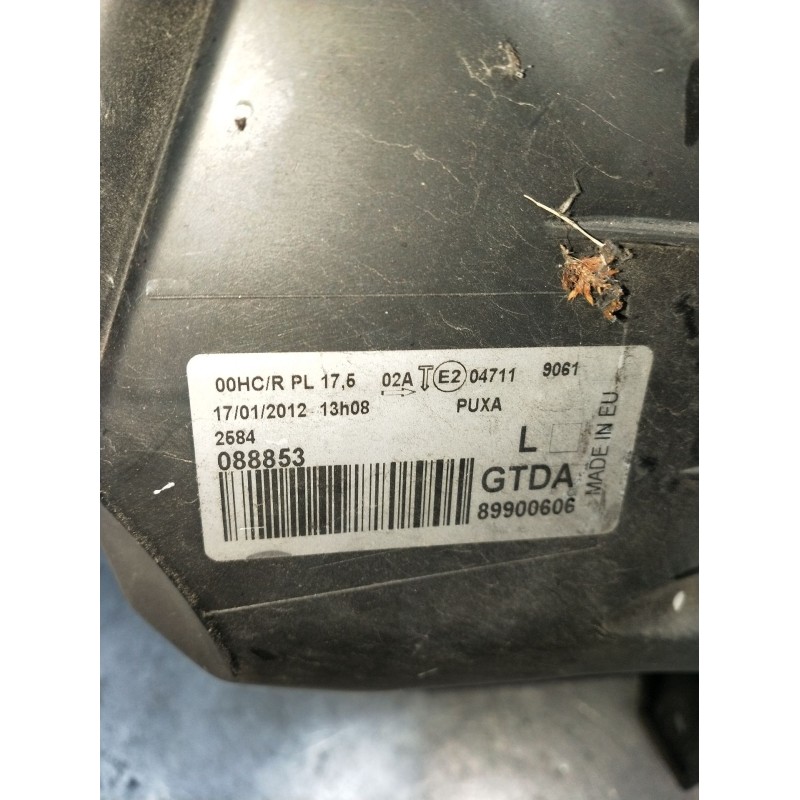 00HC/R PL 17,5 02A E2 04711 9061
17/01/2012 13h08 PUXA
2584
088853
L
GTDA
89900606
MADE IN EU